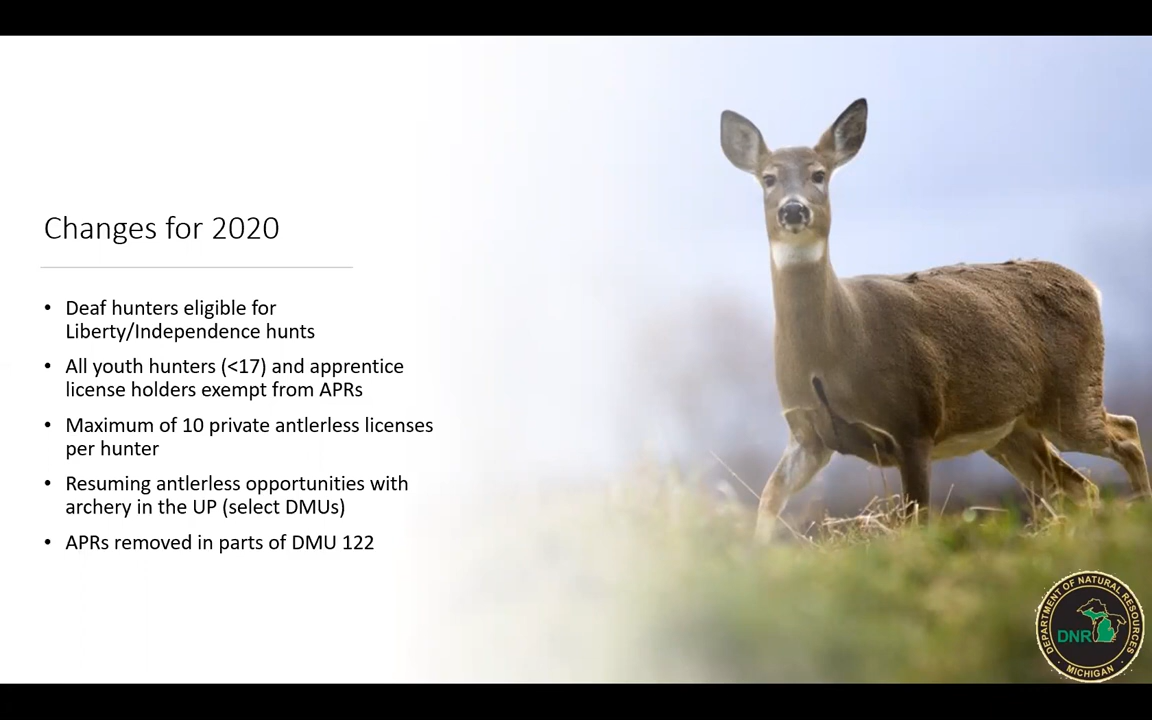 Changes for 2020
• Deaf hunters eligible for
Liberty/Independence hunts
• All youth hunters (<17) and apprentice
license holders exempt from APRs
• Maximum of 10 private antlerless licenses
per hunter
• Resuming antlerless opportunities with
archery in the UP (select DMUs)
• APRs removed in parts of DMU 122
DEPARTMENT OF NATURAL RESOURCES
DNR
MICHIGAN